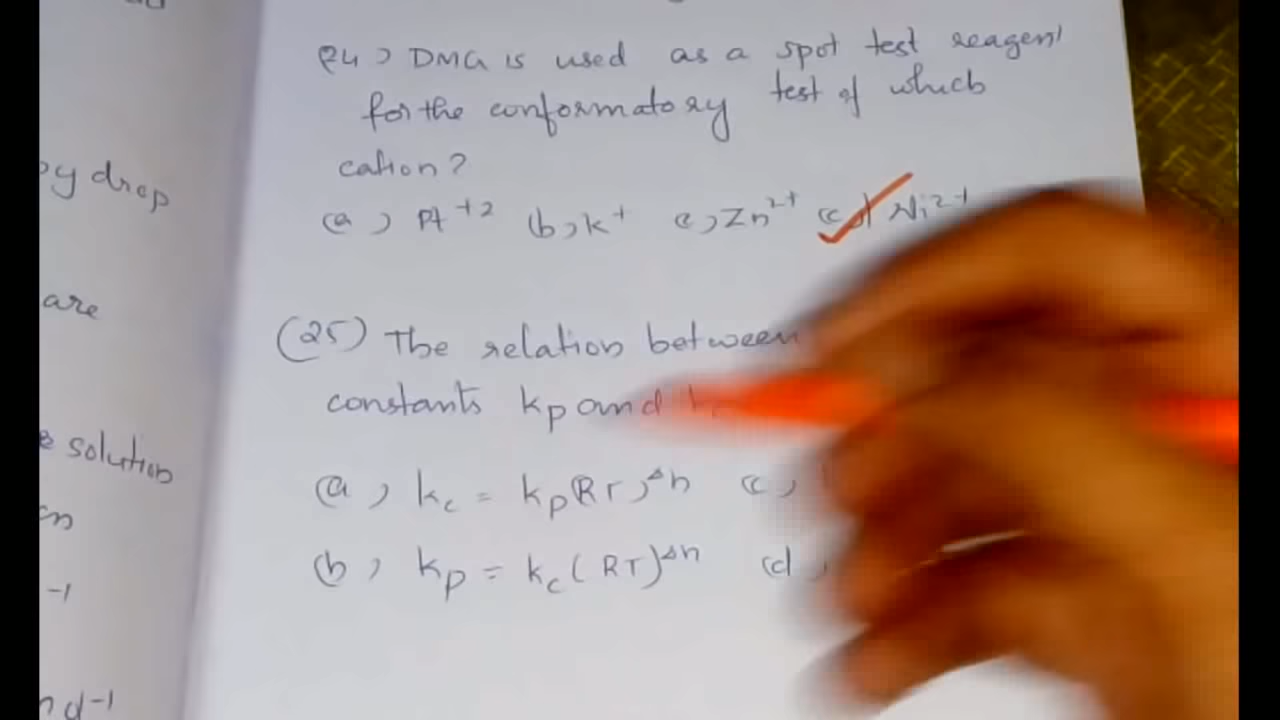 py drop
are
solution
-1
d⁻¹
24) DMG is used as a spot test reagent
for the conformatory test of which
cation?
(a) Pt⁺² (b) k⁺ (c) Zn²⁺ (d) Ni²⁺
(25) The relation between
constants kp and
(a) kc = kp(RT)^Δn (c)
(b) kp = kc(RT)^Δn (d)